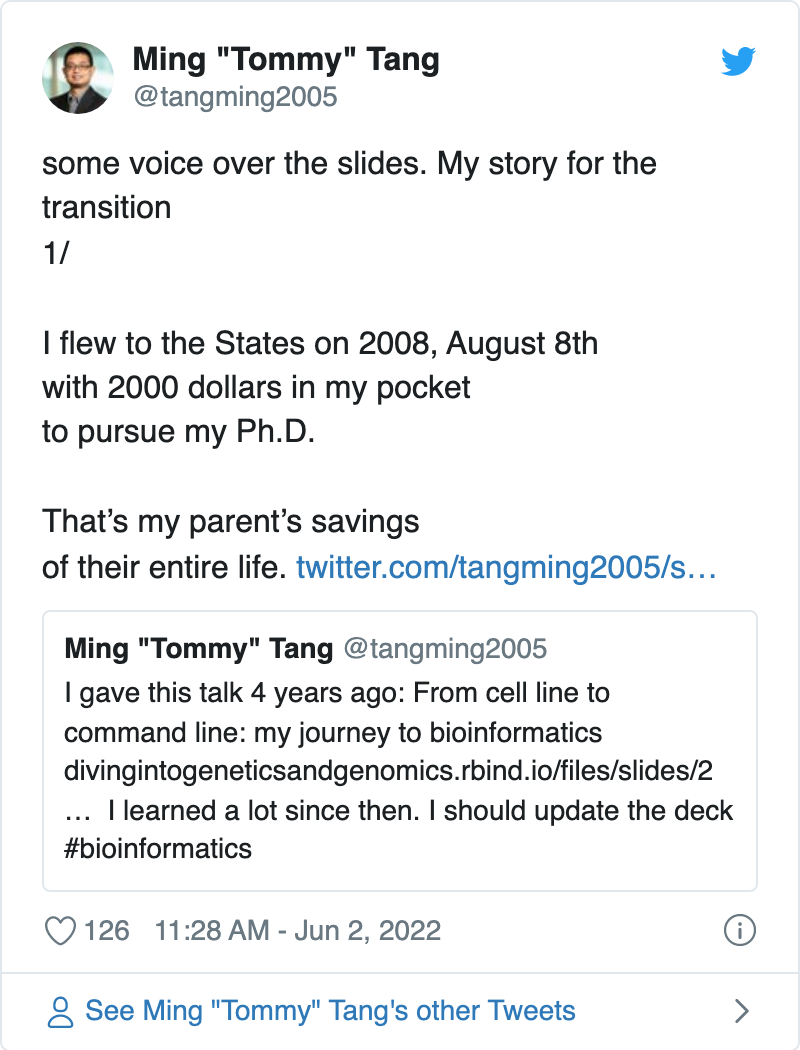 Ming "Tommy" Tang
@tangming2005
some voice over the slides. My story for the
transition
1/
I flew to the States on 2008, August 8th
with 2000 dollars in my pocket
to pursue my Ph.D.
That’s my parent’s savings
of their entire life. twitter.com/tangming2005/s…
Ming "Tommy" Tang @tangming2005
I gave this talk 4 years ago: From cell line to
command line: my journey to bioinformatics
divingintogeneticsandgenomics.rbind.io/files/slides/2
… I learned a lot since then. I should update the deck
#bioinformatics
126 11:28 AM - Jun 2, 2022
See Ming "Tommy" Tang's other Tweets